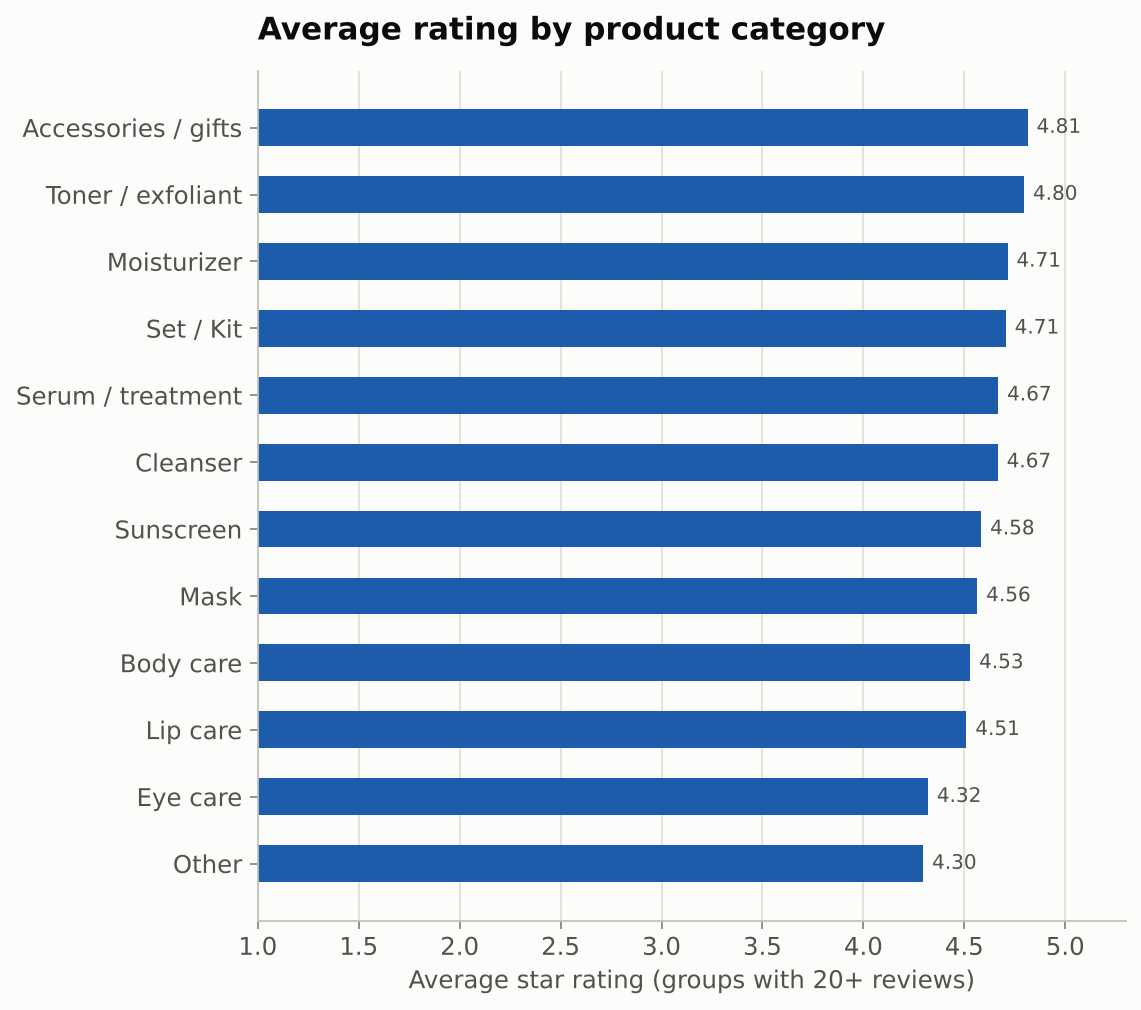 Average rating by product category
Accessories / gifts 4.81
Toner / exfoliant 4.80
Moisturizer 4.71
Set / Kit 4.71
Serum / treatment 4.67
Cleanser 4.67
Sunscreen 4.58
Mask 4.56
Body care 4.53
Lip care 4.51
Eye care 4.32
Other 4.30
1.0 1.5 2.0 2.5 3.0 3.5 4.0 4.5 5.0
Average star rating (groups with 20+ reviews)